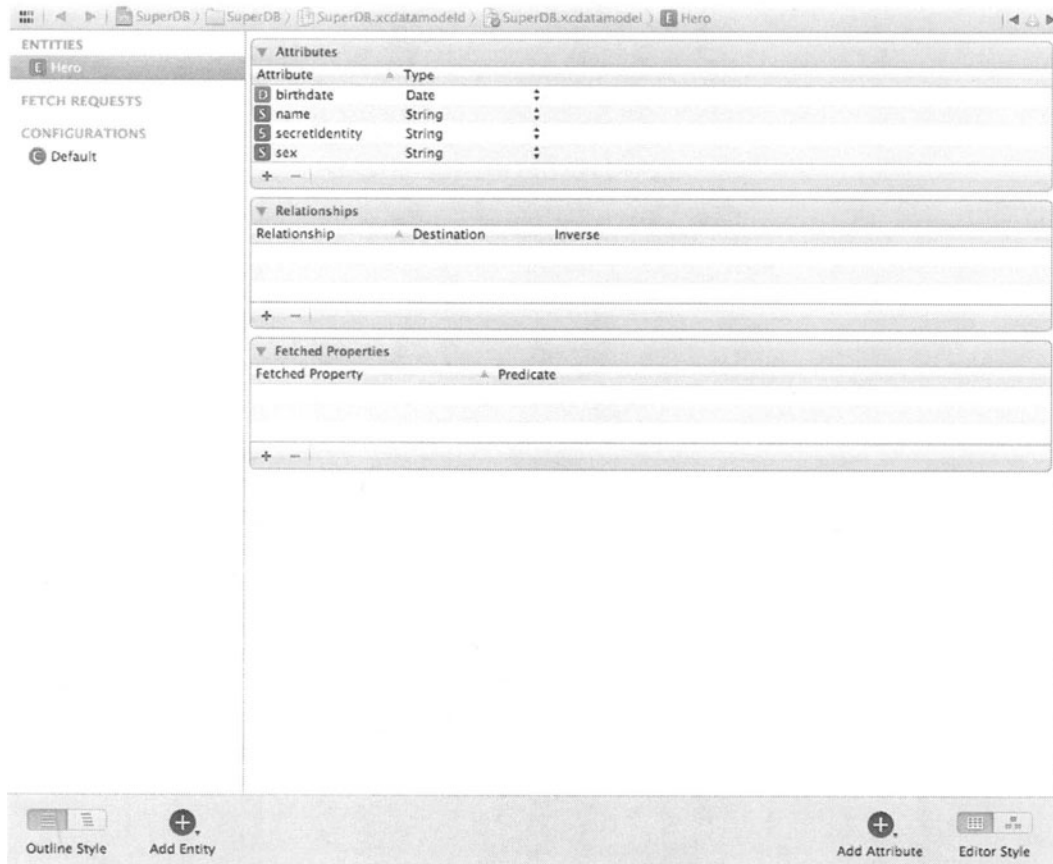 SuperDB SuperDB SuperDB.xcdatamodeld SuperDB.xcdatamodel E Hero
ENTITIES
E Hero
FETCH REQUESTS
CONFIGURATIONS
C Default
Attributes
Attribute Type
D birthdate Date
S name String
S secretIdentity String
S sex String
Relationships
Relationship Destination Inverse
Fetched Properties
Fetched Property Predicate
Outline Style Add Entity Add Attribute Editor Style